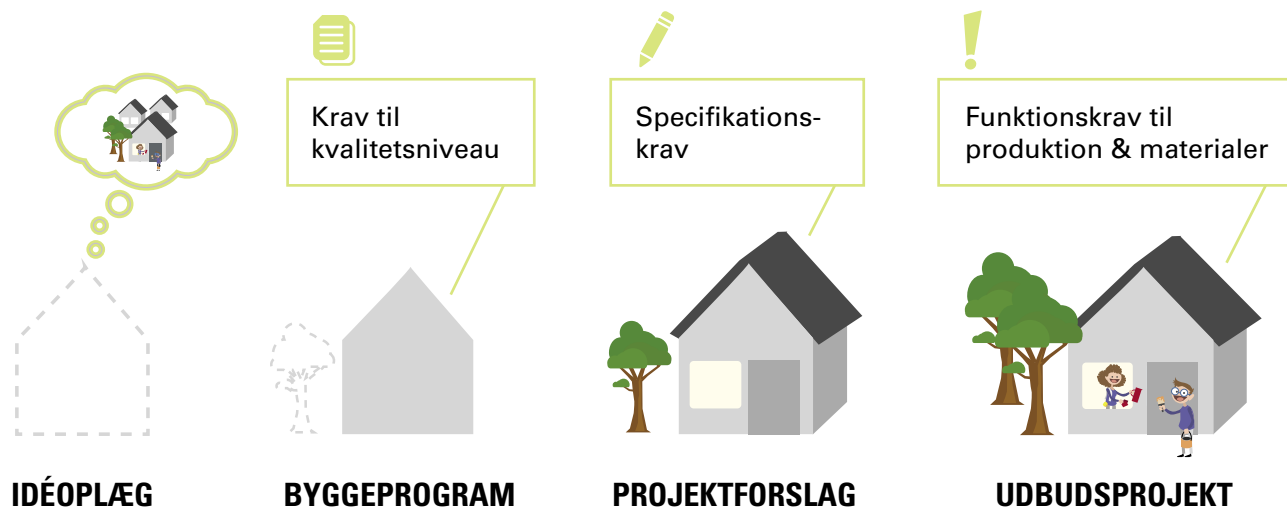 Krav til
kvalitetsniveau
Specifikations-
krav
Funktionskrav til
produktion & materialer
IDÉOPLÆG
BYGGEPROGRAM
PROJEKTFORSLAG
UDBUDSPROJEKT